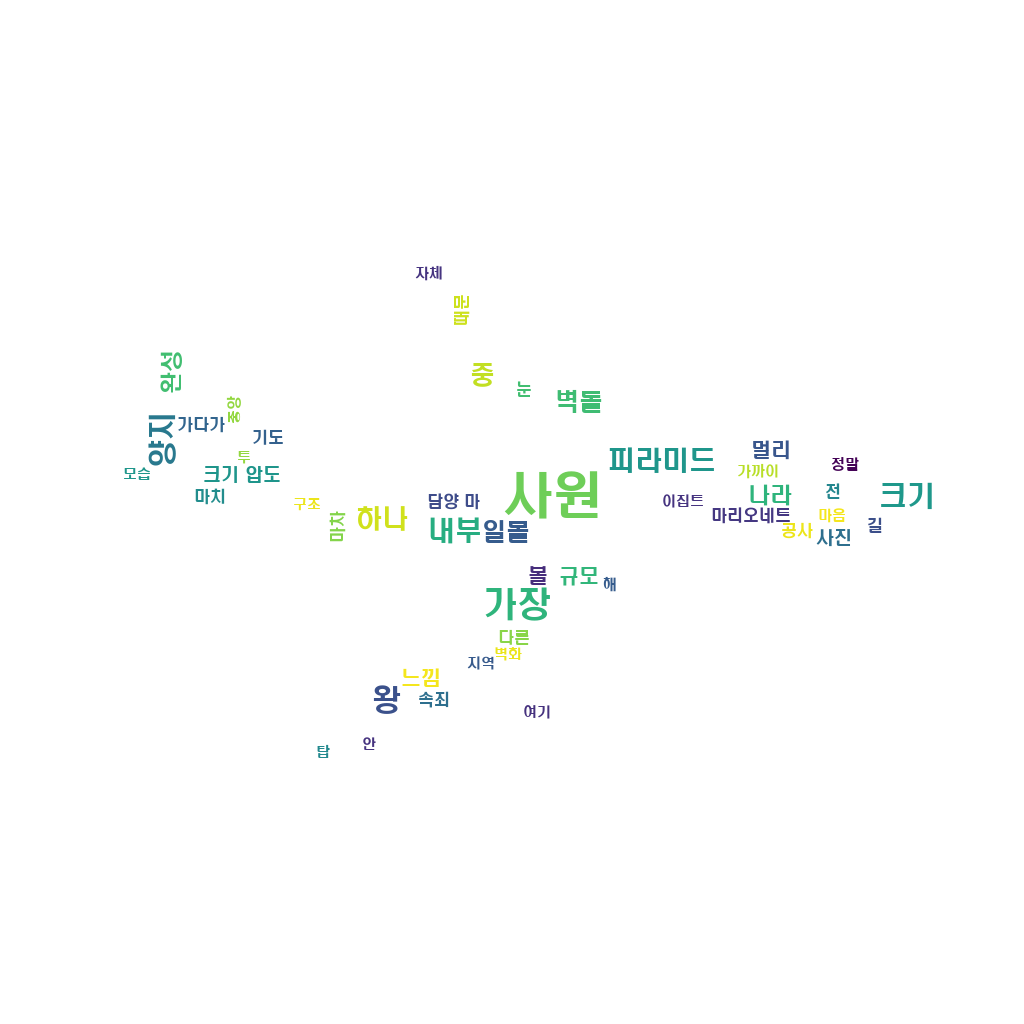 자체
매듭
중
눈
벽돌
완성
중앙
양지
가다가
기도
투
모습
크기 압도
마치
구조
마차
하나
담양 마
내부
일몰
사원
피라미드
멀리
가까이
정말
이집트
나라
전
크기
마리오네트
마음
길
공사
사진
볼
규모
해
가장
다른
벽화
지역
느낌
왕
속죄
여기
안
탑